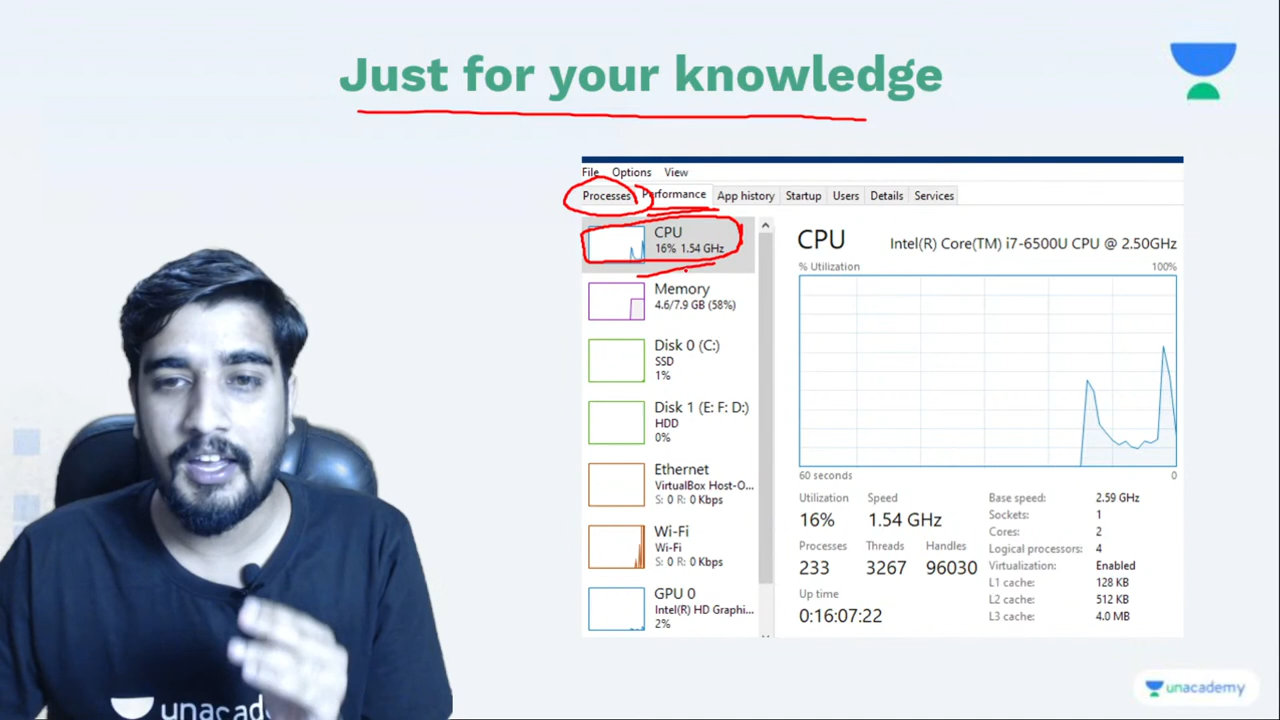 Just for your knowledge
File Options View
Processes Performance App history Startup Users Details Services
CPU
16% 1.54 GHz
Memory
4.6/7.9 GB (58%)
Disk 0 (C:)
SSD
1%
Disk 1 (E: F: D:)
HDD
0%
Ethernet
VirtualBox Host-O...
S: 0 R: 0 Kbps
Wi-Fi
Wi-Fi
S: 0 R: 0 Kbps
GPU 0
Intel(R) HD Graphi...
2%
CPU Intel(R) Core(TM) i7-6500U CPU @ 2.50GHz
% Utilization 100%
60 seconds 0
Utilization Speed
16% 1.54 GHz
Processes Threads Handles
233 3267 96030
Up time
0:16:07:22
Base speed: 2.59 GHz
Sockets: 1
Cores: 2
Logical processors: 4
Virtualization: Enabled
L1 cache: 128 KB
L2 cache: 512 KB
L3 cache: 4.0 MB
unacad
unacademy